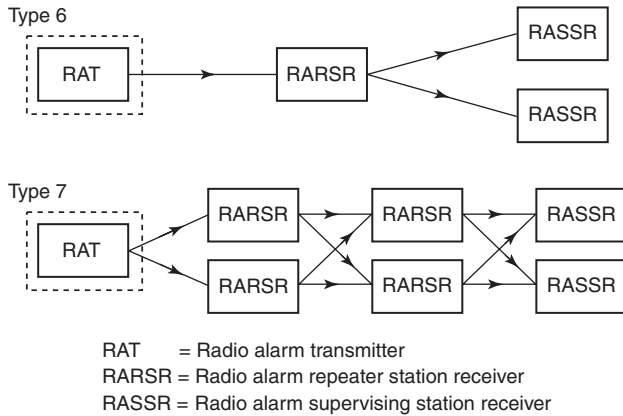 Type 6
RAT
RARSR
RASSR
RASSR
Type 7
RAT
RARSR
RARSR
RASSR
RARSR
RARSR
RASSR
RAT = Radio alarm transmitter
RARSR = Radio alarm repeater station receiver
RASSR = Radio alarm supervising station receiver